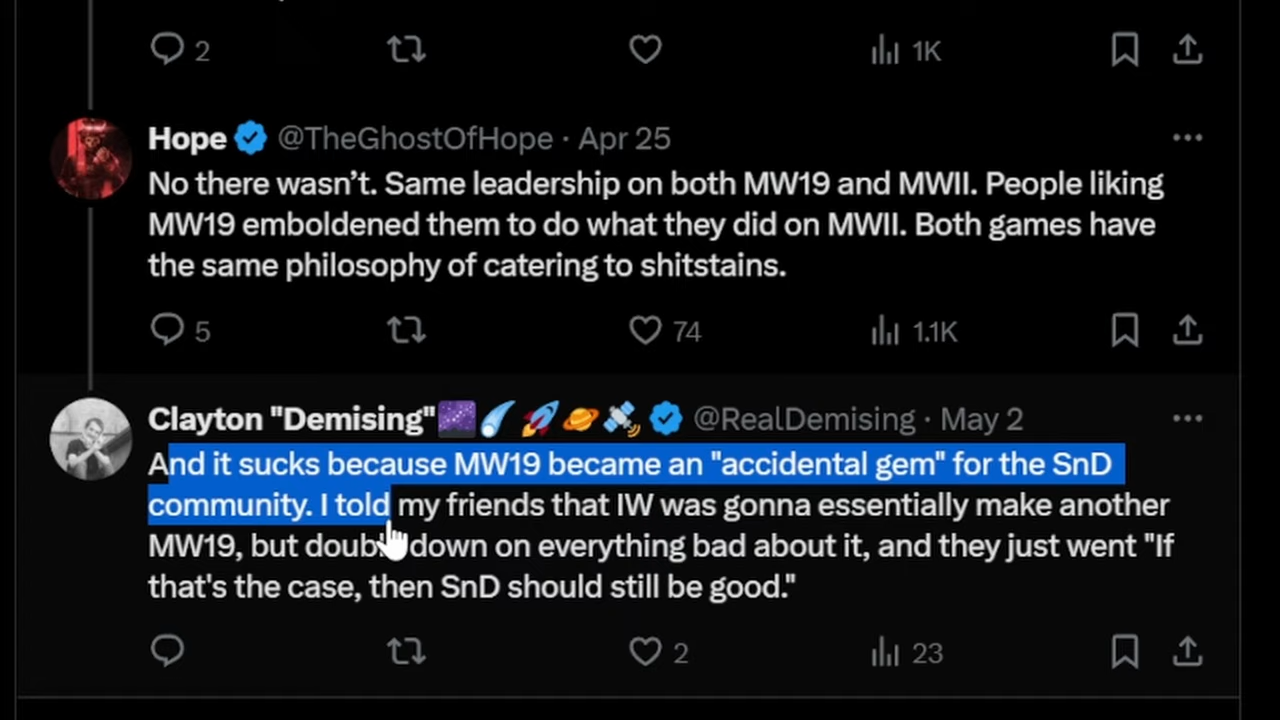 2
1K
Hope @TheGhostOfHope · Apr 25
No there wasn’t. Same leadership on both MW19 and MWII. People liking
MW19 emboldened them to do what they did on MWII. Both games have
the same philosophy of catering to shitstains.
5
74
1.1K
Clayton "Demising"🌌☄️🚀🪐🛰️ @RealDemising · May 2
And it sucks because MW19 became an "accidental gem" for the SnD
community. I told my friends that IW was gonna essentially make another
MW19, but double down on everything bad about it, and they just went "If
that's the case, then SnD should still be good."
2
23